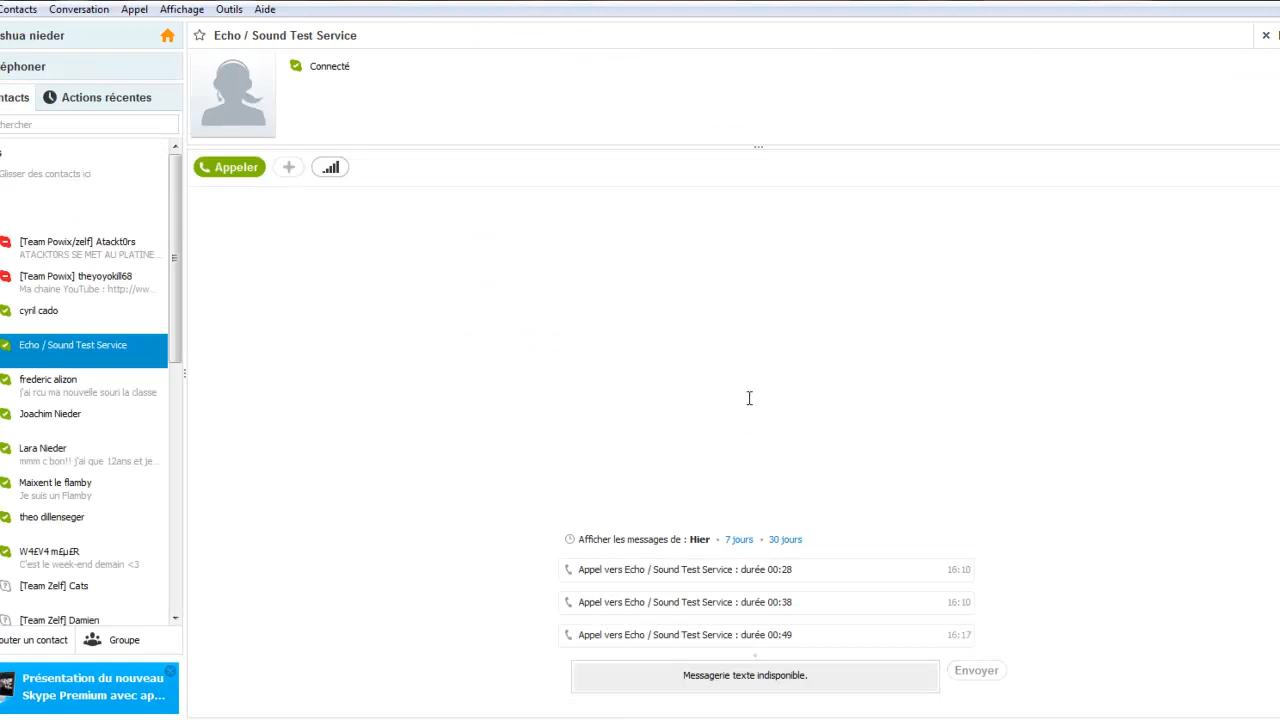 Contacts Conversation Appel Affichage Outils Aide
shua nieder
Echo / Sound Test Service
éphoner
Connecté
ntacts
Actions récentes
hercher
s
Glisser des contacts ici
Appeler
[Team Powix/zelf] Atackt0rs
ATACKT0RS SE MET AU PLATINE...
[Team Powix] theyoyokill68
Ma chaine YouTube : http://ww...
cyril cado
Echo / Sound Test Service
frederic alizon
j'ai rcu ma nouvelle souri la classe
Joachim Nieder
Lara Nieder
mmm c bon!! j'ai que 12ans et je...
Maixent le flamby
Je suis un Flamby
theo dillenseger
W4£V4 m£µ£R
C'est le week-end demain <3
[Team Zelf] Cats
[Team Zelf] Damien
outer un contact
Groupe
Présentation du nouveau
Skype Premium avec ap...
Afficher les messages de : Hier • 7 jours • 30 jours
Appel vers Echo / Sound Test Service : durée 00:28 16:10
Appel vers Echo / Sound Test Service : durée 00:38 16:10
Appel vers Echo / Sound Test Service : durée 00:49 16:17
Messagerie texte indisponible.
Envoyer